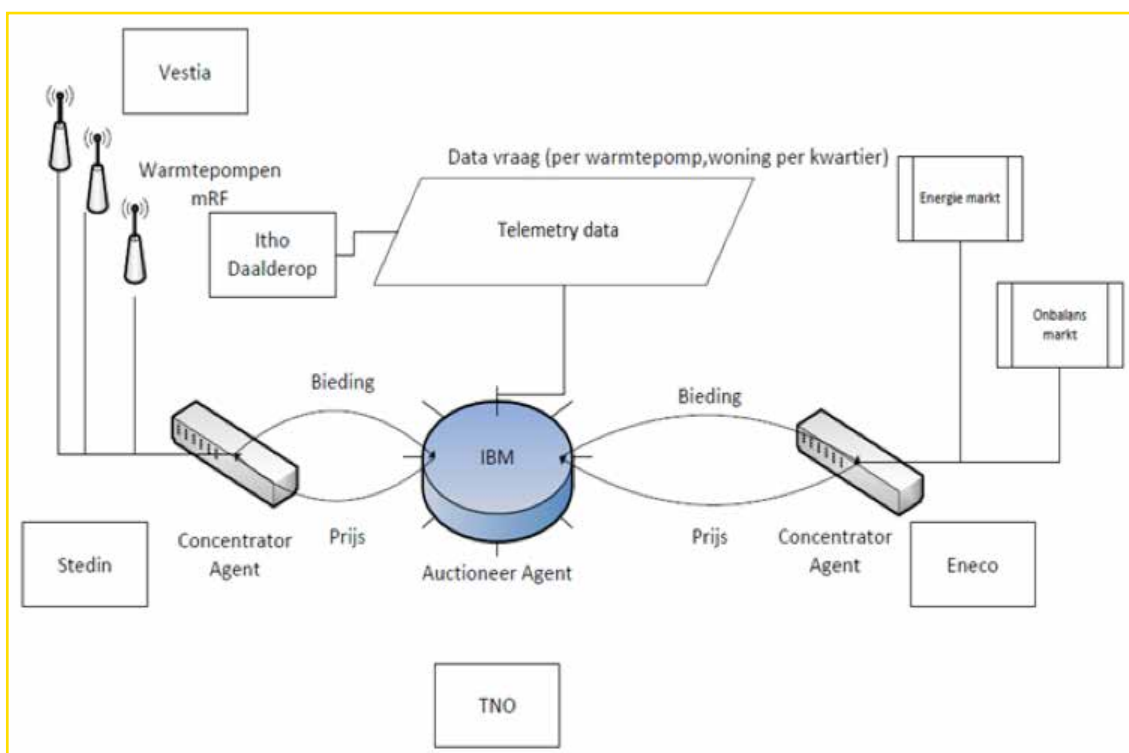 Vestia
Warmtepompen
mRF
Data vraag (per warmtepomp,woning per kwartier)
Energie markt
Itho
Daalderop
Telemetry data
Onbalans
markt
Bieding
Bieding
IBM
Concentrator
Agent
Prijs
Prijs
Concentrator
Agent
Stedin
Auctioneer Agent
Eneco
TNO